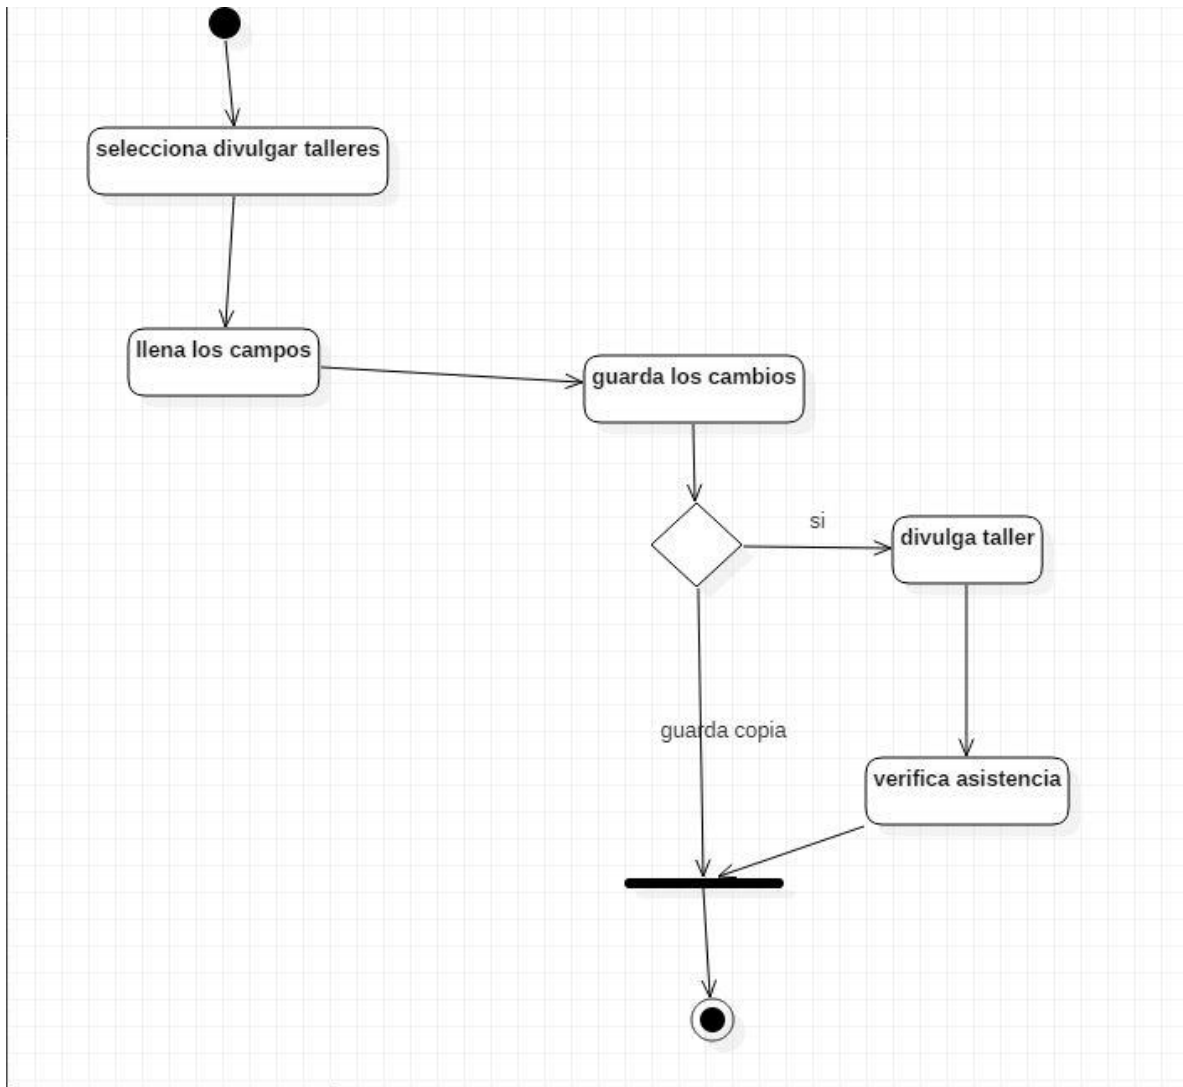 selecciona divulgar talleres
llena los campos
guarda los cambios
si
divulga taller
guarda copia
verifica asistencia